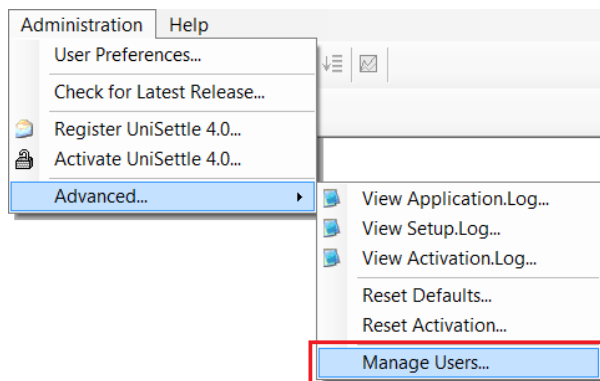 Administration Help
User Preferences...
Check for Latest Release...
Register UniSettle 4.0...
Activate UniSettle 4.0...
Advanced...
View Application.Log...
View Setup.Log...
View Activation.Log...
Reset Defaults...
Reset Activation...
Manage Users...